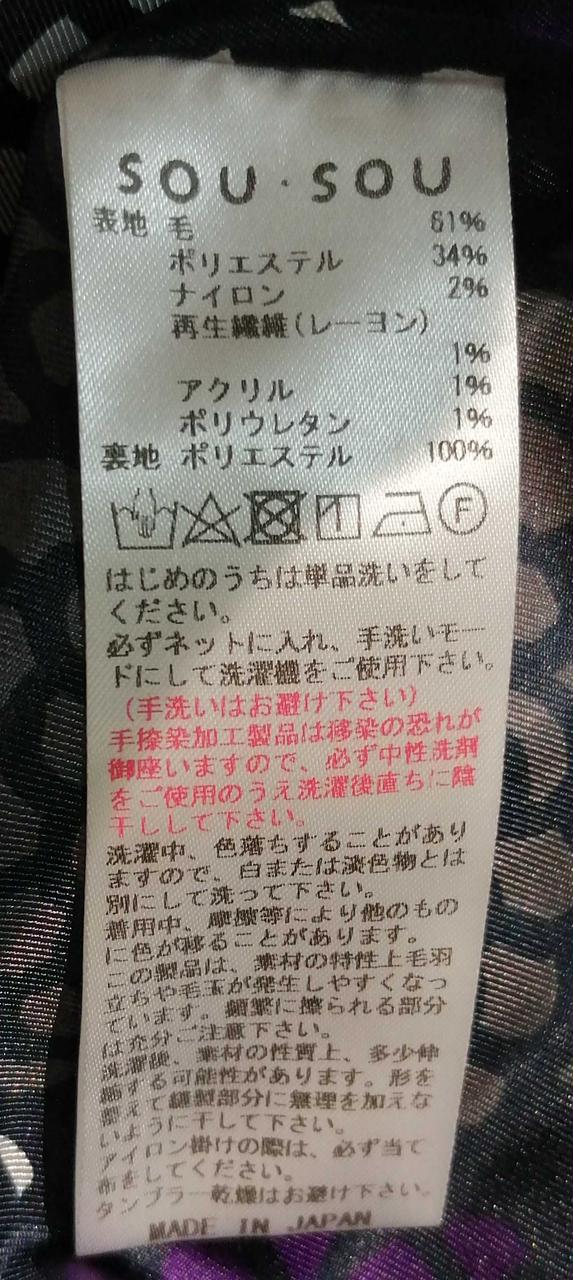 SOU・SOU
表地 毛 61%
ポリエステル 34%
ナイロン 2%
再生繊維(レーヨン)
1%
アクリル 1%
ポリウレタン 1%
裏地 ポリエステル 100%
F
はじめのうちは単品洗いをして
ください。
必ずネットに入れ、手洗いモー
ドにして洗濯機をご使用下さい。
(手洗いはお避け下さい)
手捺染加工製品は移染の恐れが
御座いますので、必ず中性洗剤
をご使用のうえ洗濯後直ちに陰
干しして下さい。
洗濯中、色落ちすることがあり
ますので、白または淡色物とは
別にして洗って下さい。
着用中、摩擦等により他のもの
に色が移ることがあります。
この製品は、素材の特性上毛羽
立ちや毛玉が発生しやすくなっ
ています。頻繁に擦られる部分
は充分ご注意下さい。
洗濯後、素材の性質上、多少伸
縮する可能性があります。形を
整えて縫製部分に無理を加えな
いように干して下さい。
アイロン掛けの際は、必ず当て
布をしてください。
タンブラー乾燥はお避け下さい。
MADE IN JAPAN